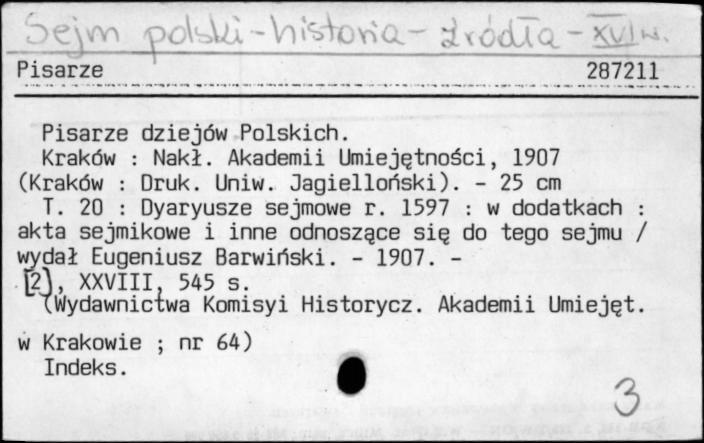 Sejm polski - historia - źródła - XVI w.
Pisarze 287211
Pisarze dziejów Polskich.
Kraków : Nakł. Akademii Umiejętności, 1907
(Kraków : Druk. Uniw. Jagielloński). - 25 cm
T. 20 : Dyaryusze sejmowe r. 1597 : w dodatkach :
akta sejmikowe i inne odnoszące się do tego sejmu /
wydał Eugeniusz Barwiński. - 1907. -
[2], XXVIII, 545 s.
(Wydawnictwa Komisyi Historycz. Akademii Umiejęt.
w Krakowie ; nr 64)
Indeks.
3